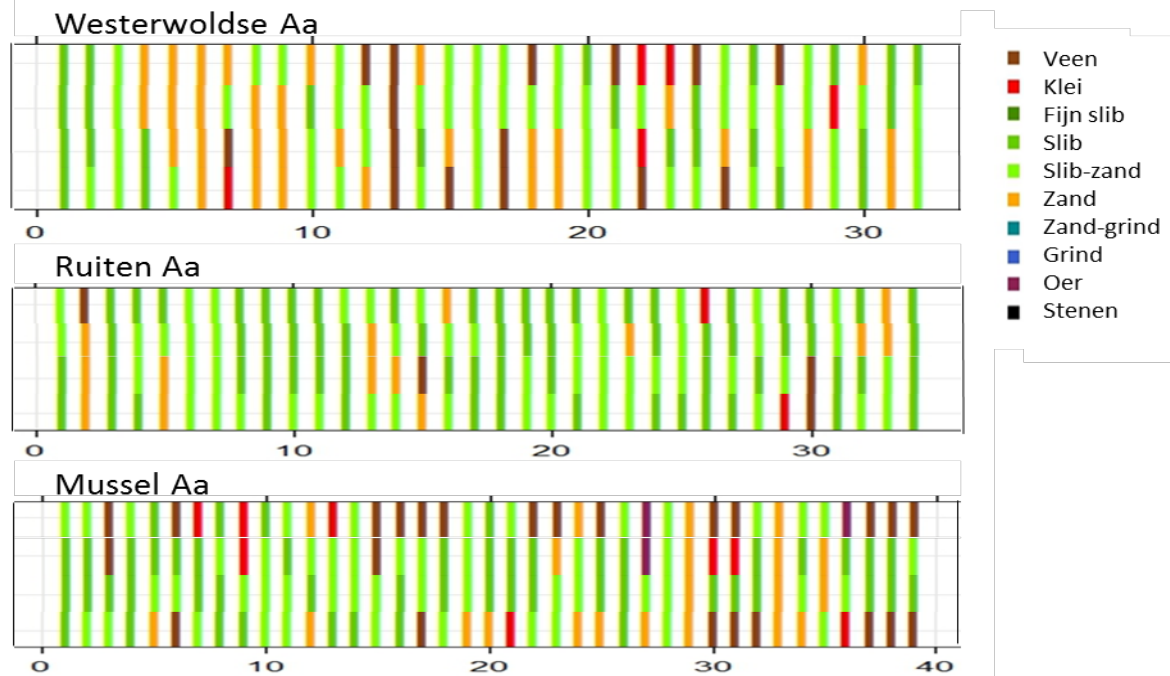 Westerwoldse Aa
0 10 20 30
Ruiten Aa
0 10 20 30
Mussel Aa
0 10 20 30 40
Veen
Klei
Fijn slib
Slib
Slib-zand
Zand
Zand-grind
Grind
Oer
Stenen